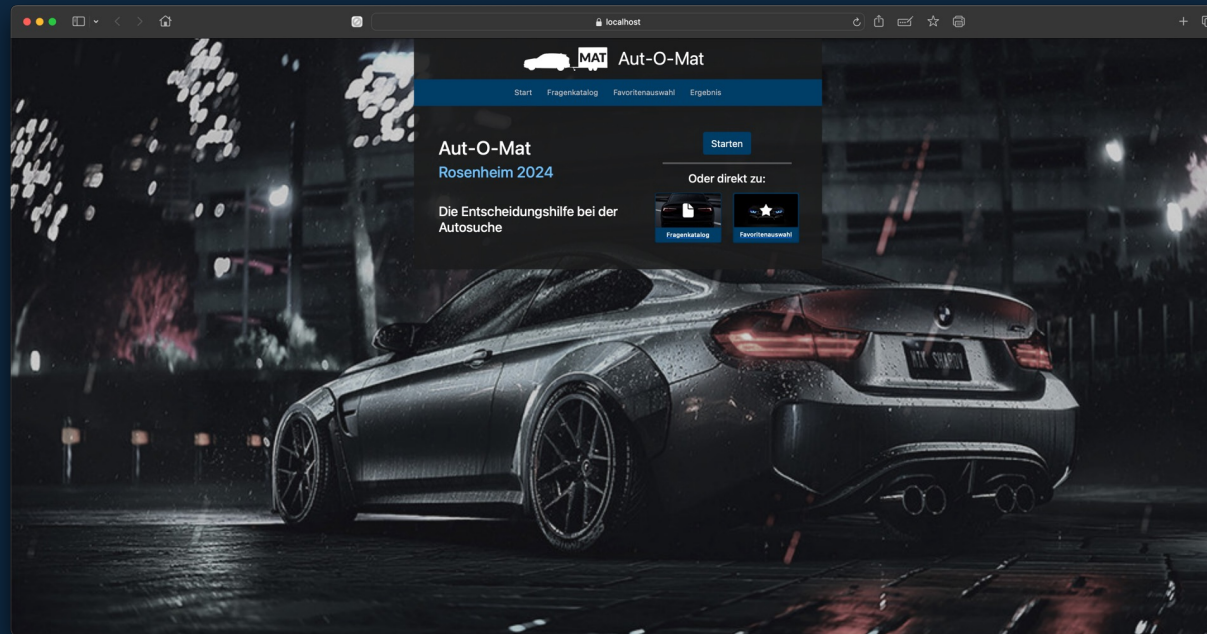 localhost
MAT Aut-O-Mat
Start Fragenkatalog Favoritenauswahl Ergebnis
Aut-O-Mat
Rosenheim 2024
Die Entscheidungshilfe bei der
Autosuche
Starten
Oder direkt zu:
Fragenkatalog Favoritenauswahl